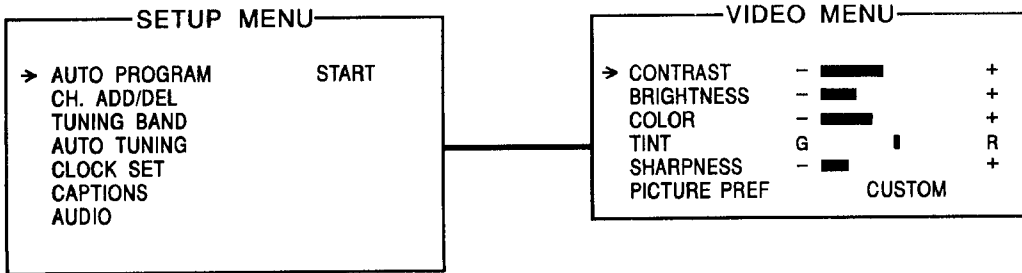 SETUP MENU
→ AUTO PROGRAM START
CH. ADD/DEL
TUNING BAND
AUTO TUNING
CLOCK SET
CAPTIONS
AUDIO
VIDEO MENU
→ CONTRAST - +
BRIGHTNESS - +
COLOR - +
TINT G R
SHARPNESS - +
PICTURE PREF CUSTOM